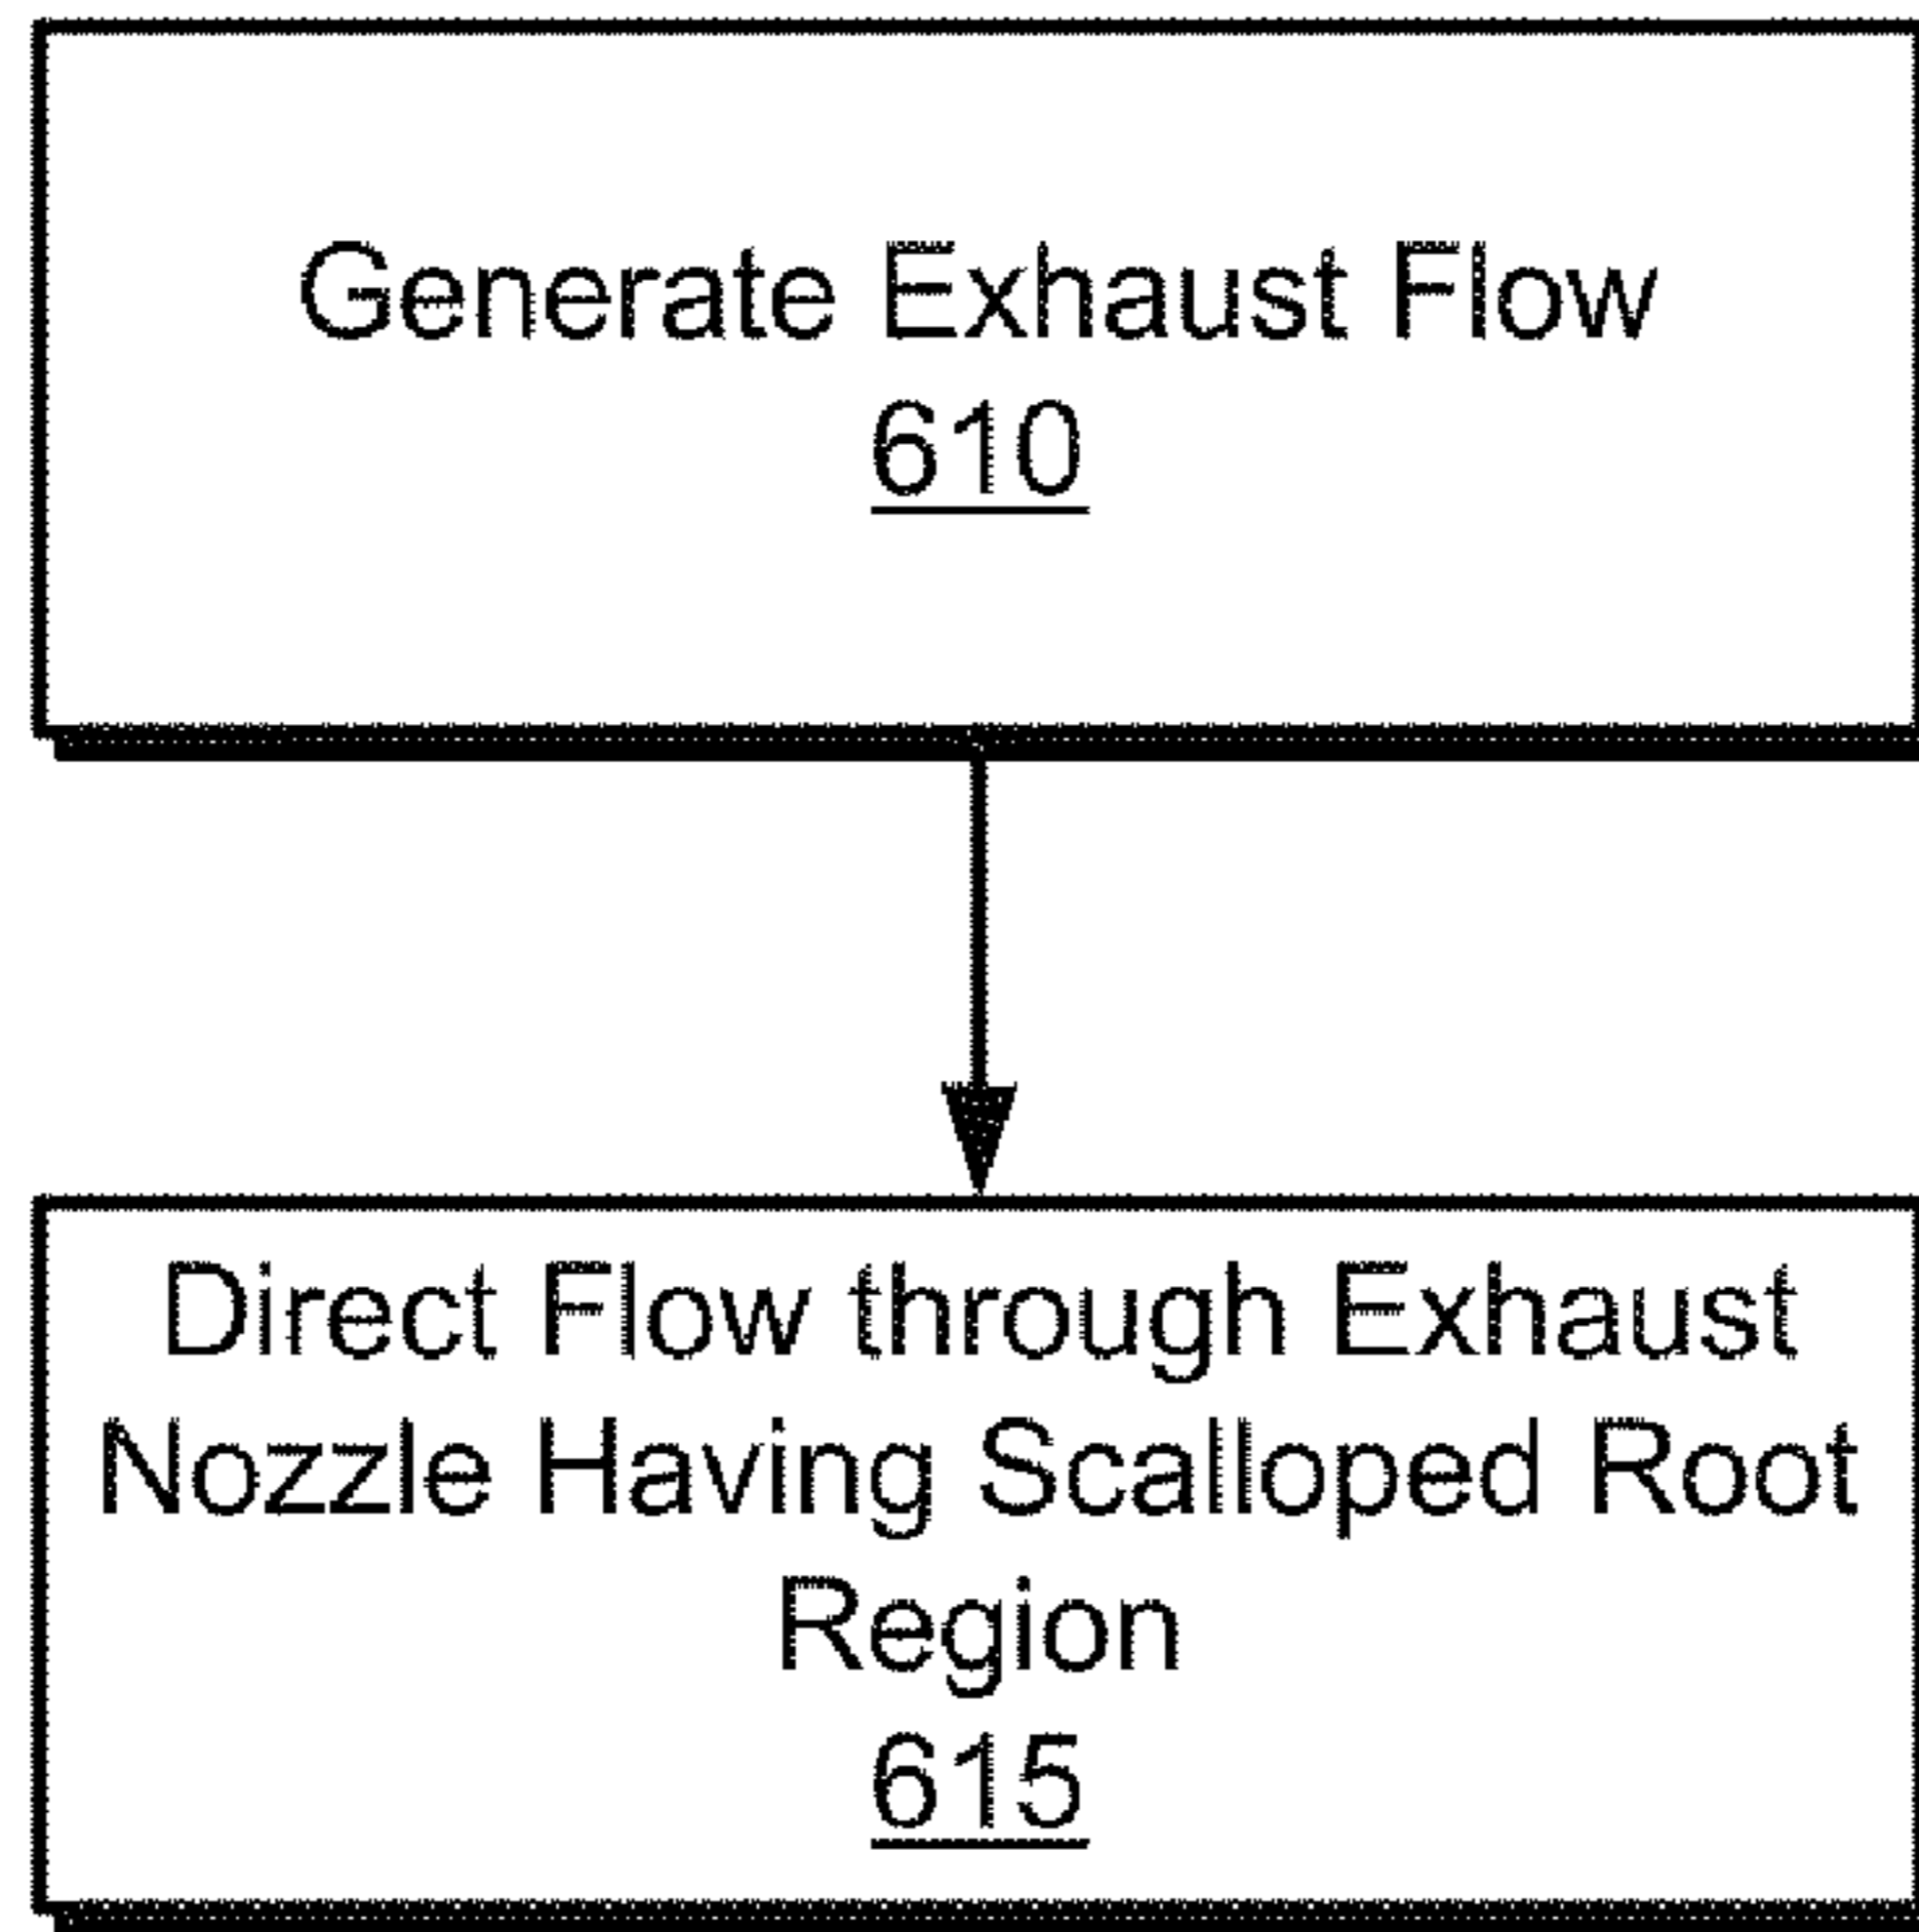 Generate Exhaust Flow
610
Direct Flow through Exhaust
Nozzle Having Scalloped Root
Region
615